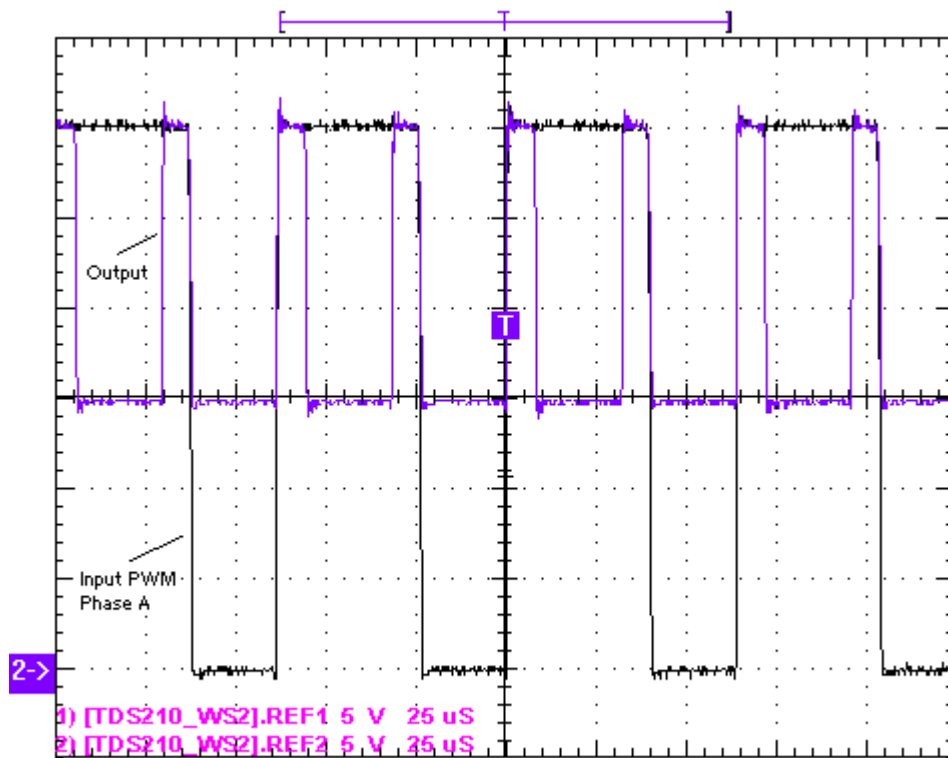 T
Output
Input PWM
Phase A
2->
1) [TDS210_WS2].REF1 5 V 25 uS
2) [TDS210_WS2].REF2 5 V 25 uS